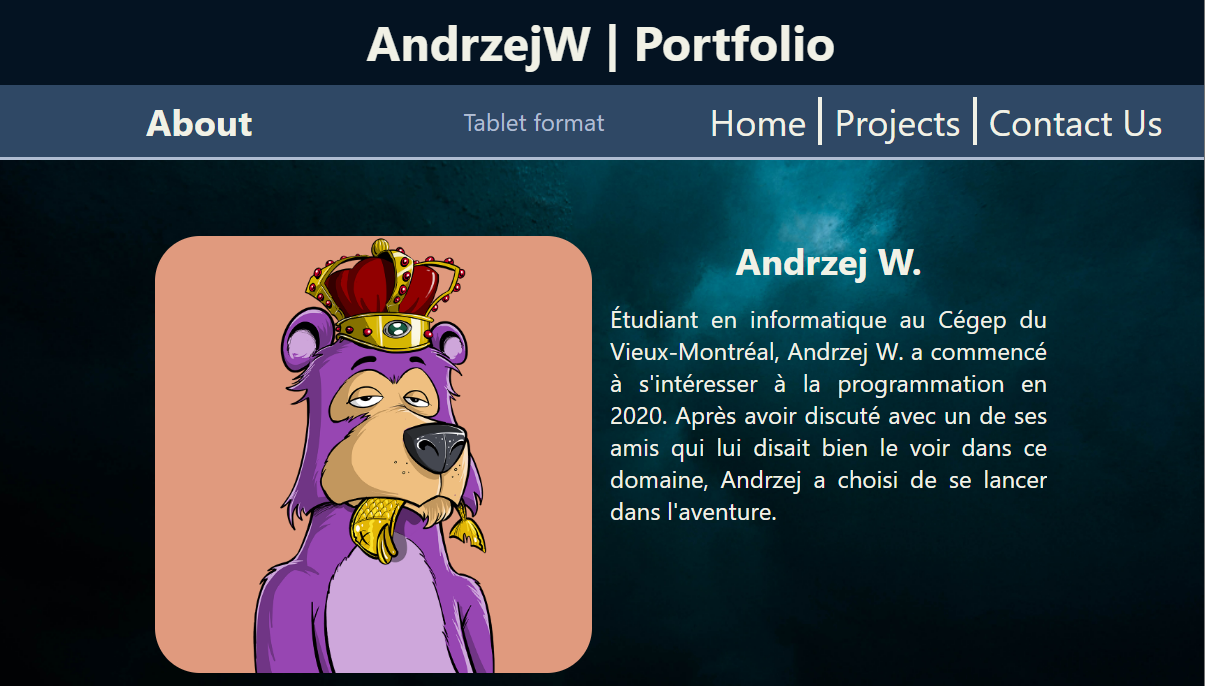 AndrzejW | Portfolio
About
Tablet format
Home | Projects | Contact Us
Andrzej W.
Étudiant en informatique au Cégep du
Vieux-Montréal, Andrzej W. a commencé
à s'intéresser à la programmation en
2020. Après avoir discuté avec un de ses
amis qui lui disait bien le voir dans ce
domaine, Andrzej a choisi de se lancer
dans l'aventure.